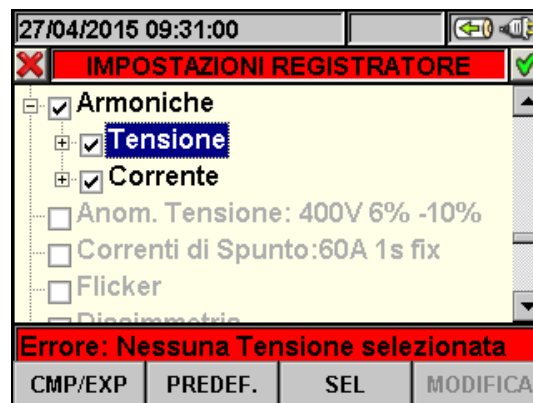 27/04/2015 09:31:00
IMPOSTAZIONI REGISTRATORE
Armoniche
Tensione
Corrente
Anom. Tensione: 400V 6% -10%
Correnti di Spunto:60A 1s fix
Flicker
Dissimmetria
Errore: Nessuna Tensione selezionata
CMP/EXP PREDEF. SEL MODIFICA